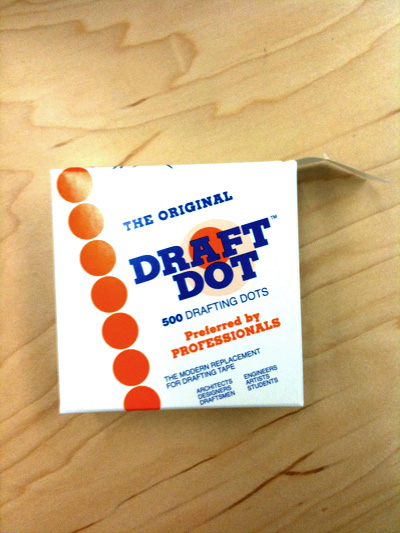 THE ORIGINAL
DRAFT™
DOT
500 DRAFTING DOTS
Preferred by
PROFESSIONALS
THE MODERN REPLACEMENT
FOR DRAFTING TAPE
ARCHITECTS
DESIGNERS
DRAFTSMEN
ENGINEERS
ARTISTS
STUDENTS